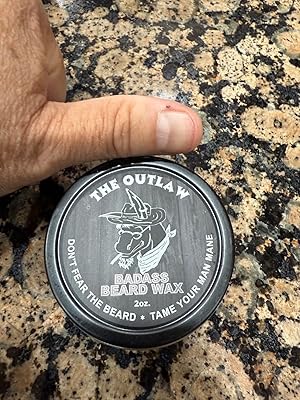 THE OUTLAW
BADASS
BEARD WAX
2oz.
DON'T FEAR THE BEARD * TAME YOUR MAN MANE